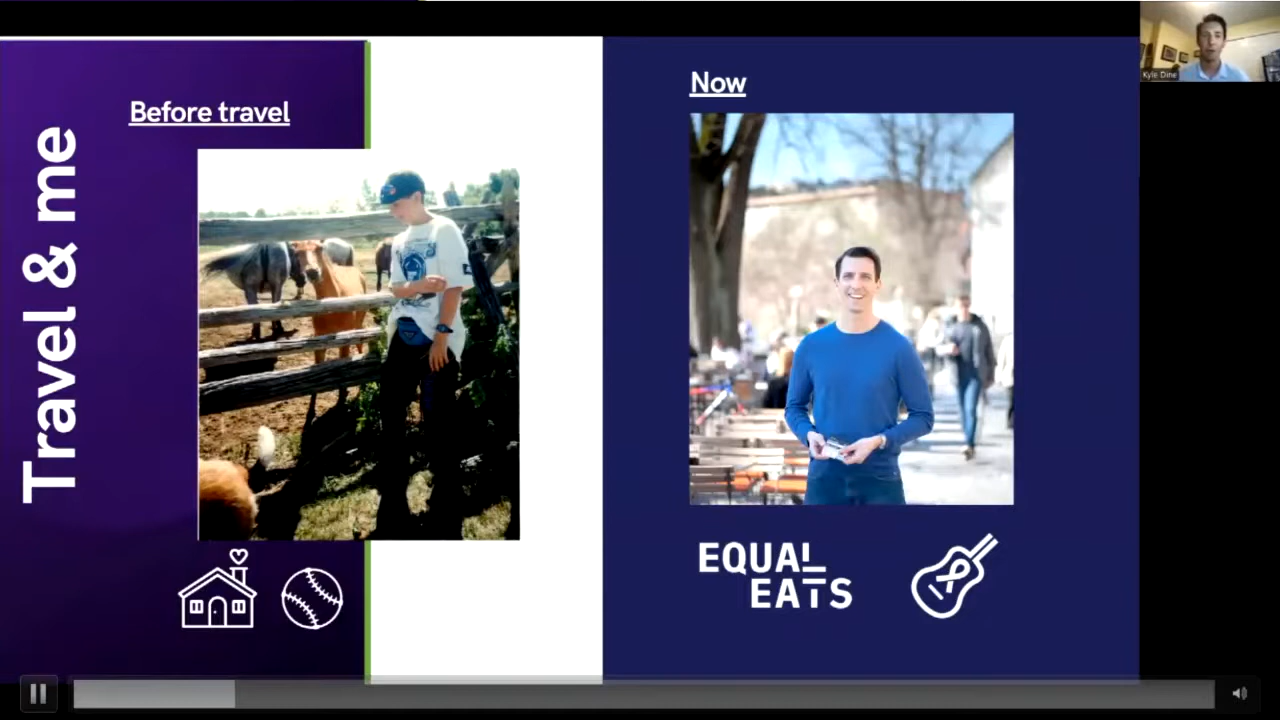 Travel & me
Before travel
Now
EQUAL
EATS
Kyle Dine